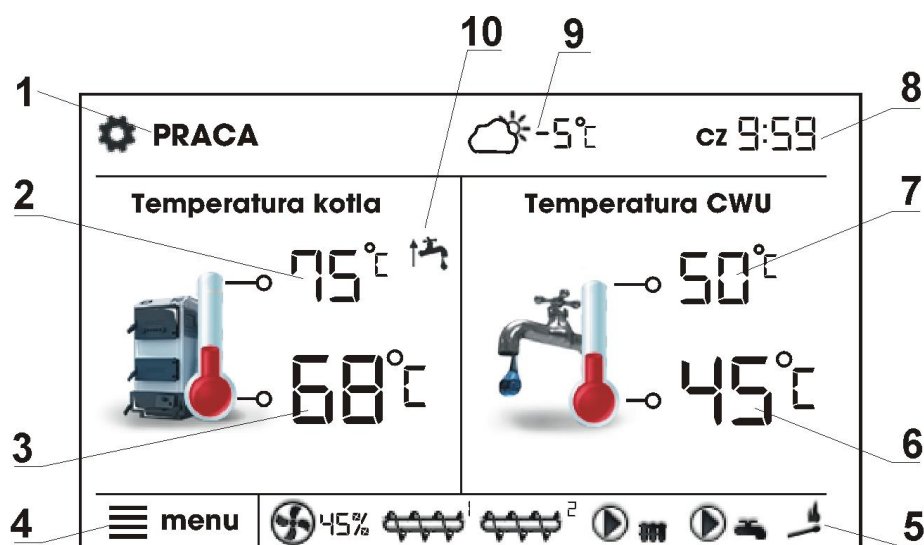 10 9
1 PRACA -5°C cz 9:59 8
2 Temperatura kotła Temperatura CWU 7
75°C 50°C
68°C 45°C
3 6
4 menu 45% 1 2 5